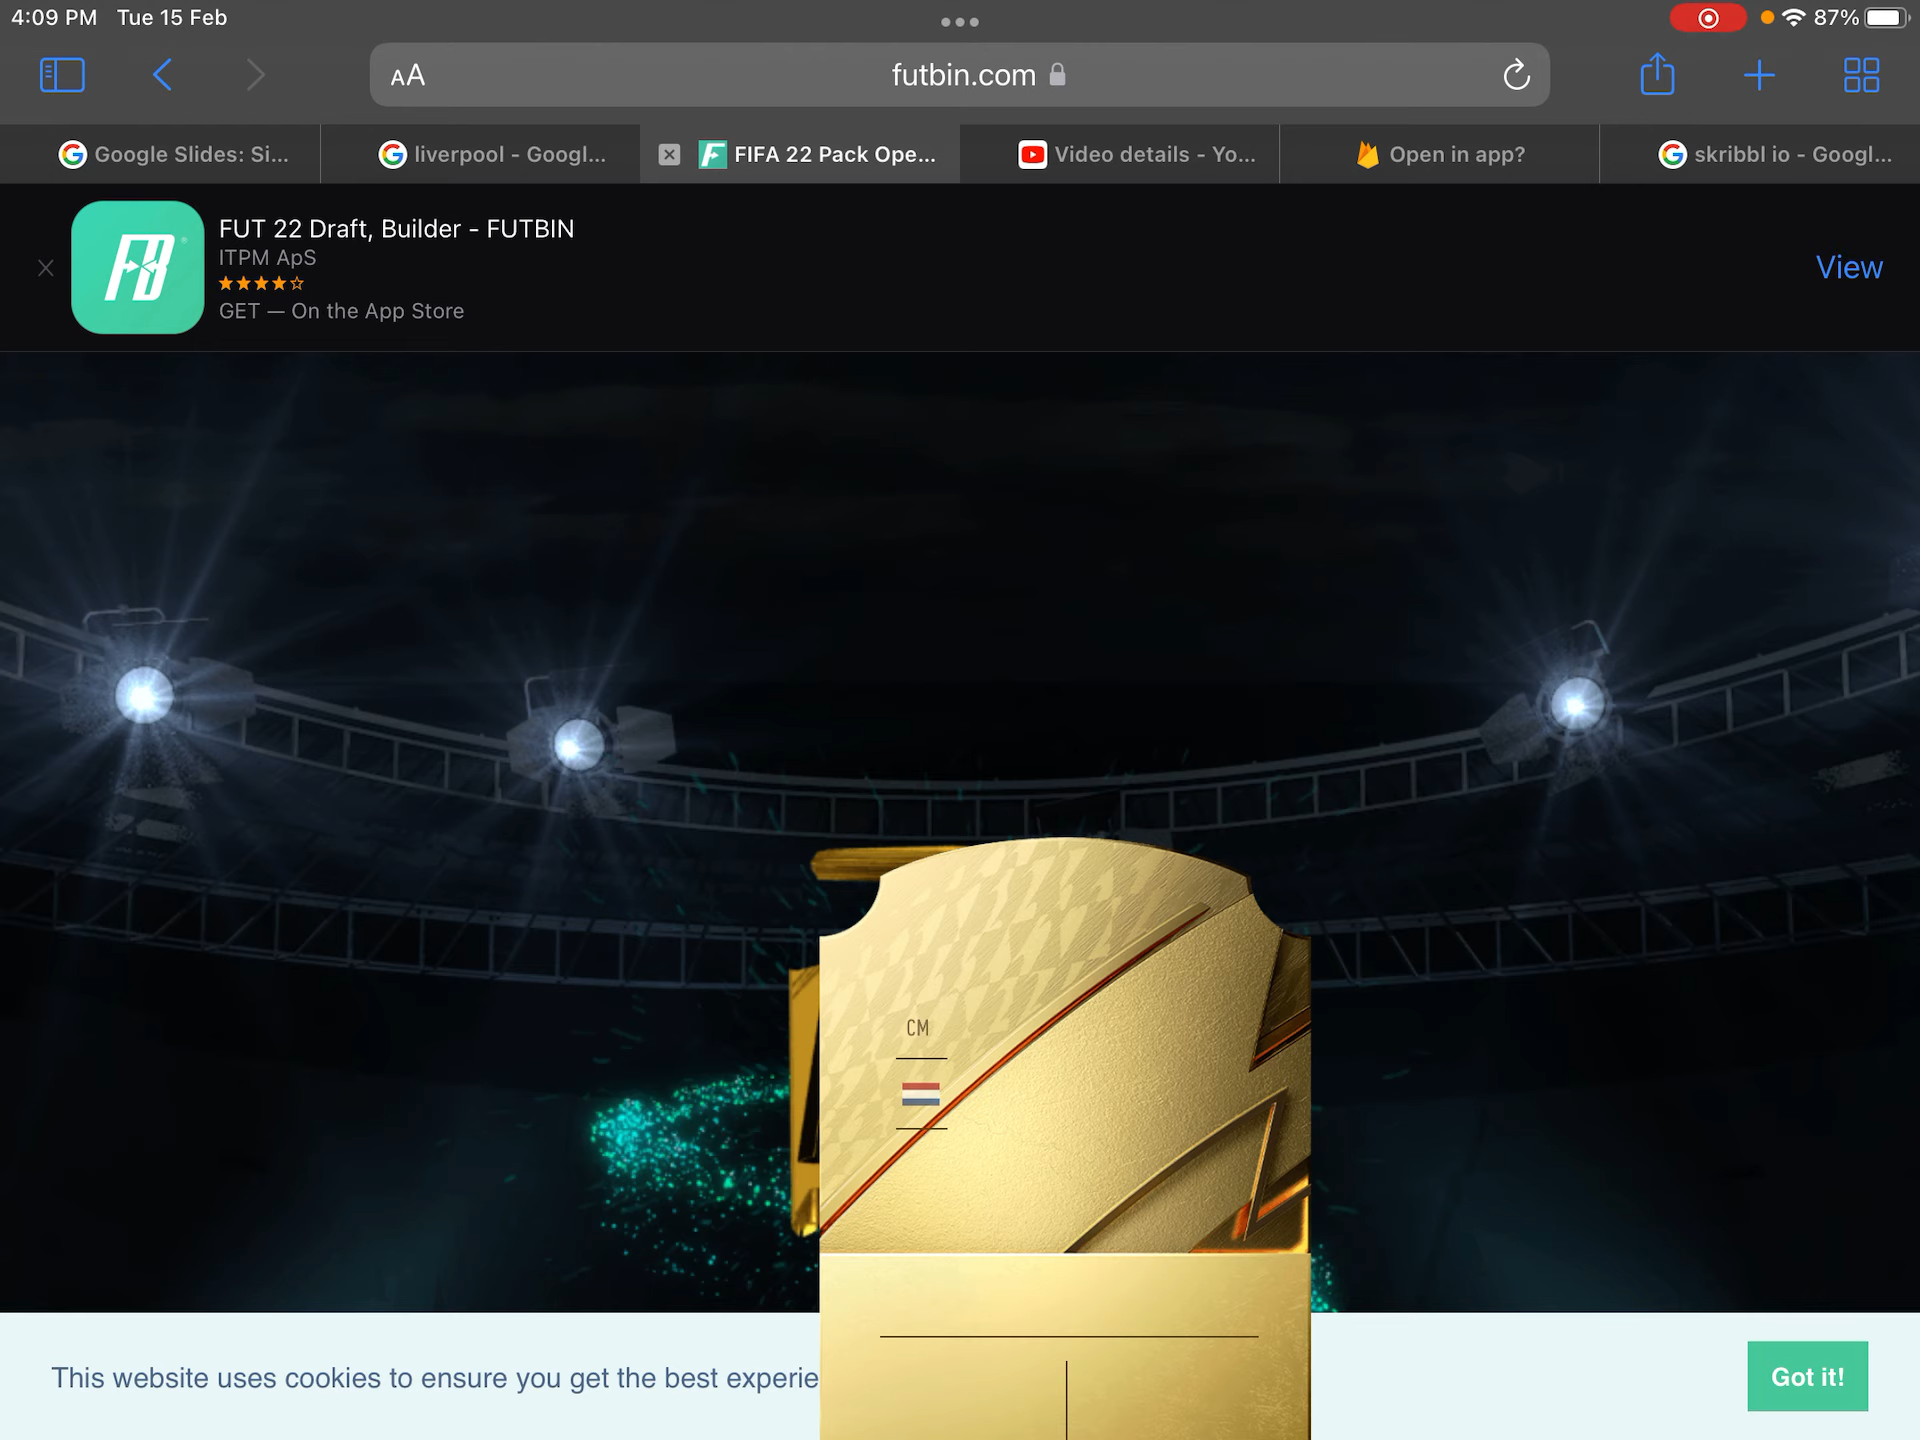 4:09 PM Tue 15 Feb
87%
AA
futbin.com
Google Slides: Si...
liverpool - Googl...
FIFA 22 Pack Ope...
Video details - Yo...
Open in app?
skribbl io - Googl...
FUT 22 Draft, Builder - FUTBIN
ITPM ApS
GET — On the App Store
View
CM
This website uses cookies to ensure you get the best experie
Got it!